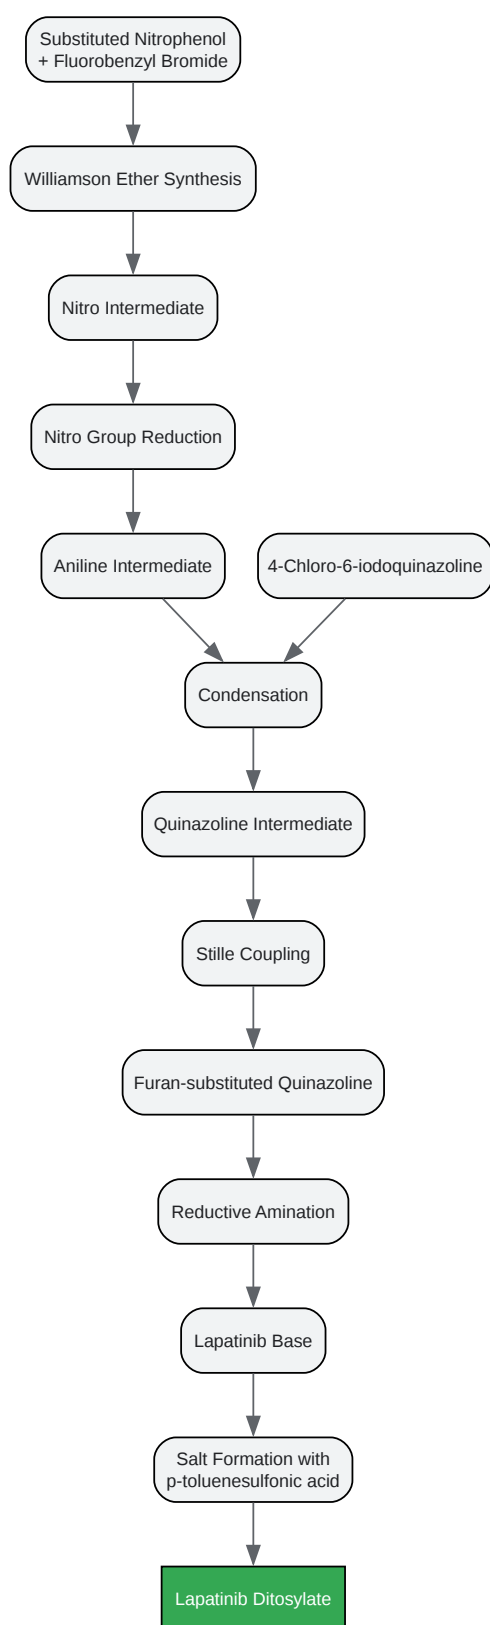 Substituted Nitrophenol
+ Fluorobenzyl Bromide
Williamson Ether Synthesis
Nitro Intermediate
Nitro Group Reduction
Aniline Intermediate
4-Chloro-6-iodoquinazoline
Condensation
Quinazoline Intermediate
Stille Coupling
Furan-substituted Quinazoline
Reductive Amination
Lapatinib Base
Salt Formation with
p-toluenesulfonic acid
Lapatinib Ditosylate